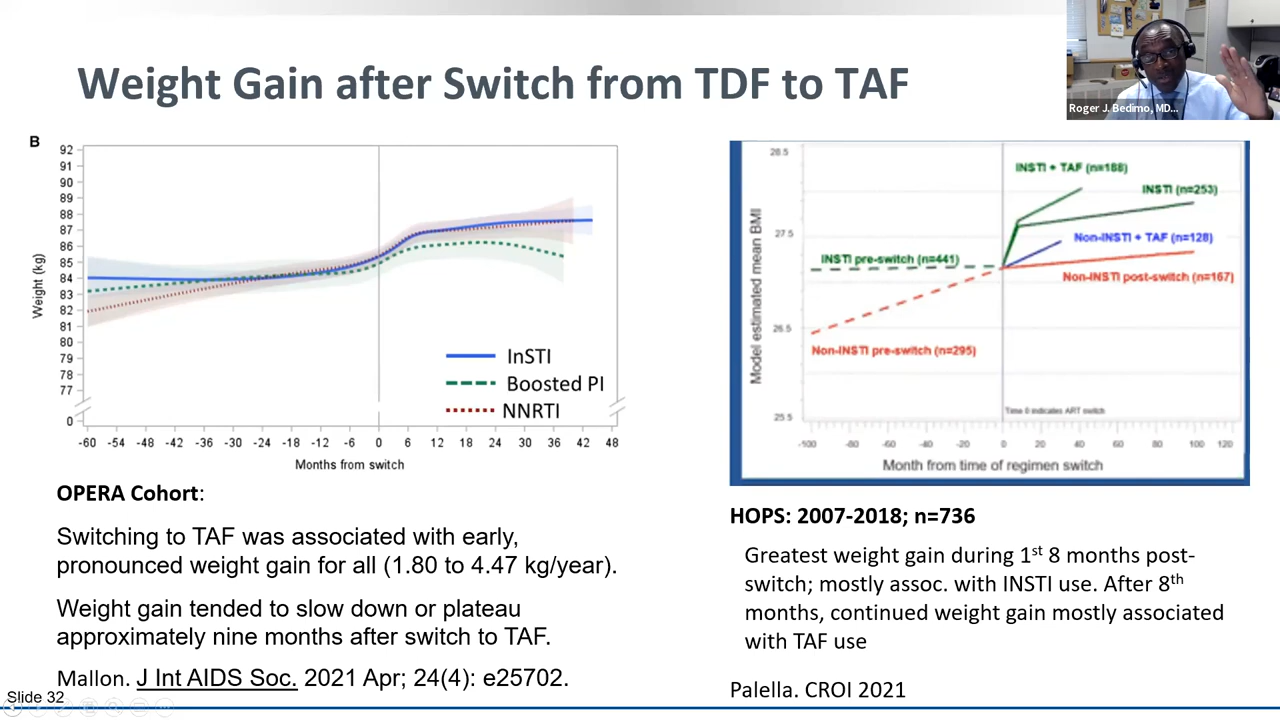 Weight Gain after Switch from TDF to TAF
Roger J. Bedimo, MD...
B
92
91
90
89
88
87
86
85
84
83
82
81
80
79
78
77
0
Weight (kg)
InSTI
Boosted PI
NNRTI
-60 -54 -48 -42 -36 -30 -24 -18 -12 -6 0 6 12 18 24 30 36 42 48
Months from switch
OPERA Cohort:
Switching to TAF was associated with early,
pronounced weight gain for all (1.80 to 4.47 kg/year).
Weight gain tended to slow down or plateau
approximately nine months after switch to TAF.
Mallon. J Int AIDS Soc. 2021 Apr; 24(4): e25702.
Slide 32
28.5
27.5
26.5
25.5
Model estimated mean BMI
INSTI + TAF (n=188)
INSTI (n=253)
Non-INSTI + TAF (n=128)
INSTI pre-switch (n=441)
Non-INSTI post-switch (n=167)
Non-INSTI pre-switch (n=295)
Time 0 indicates ART switch
-100 -80 -60 -40 -20 0 20 40 60 80 100 120
Month from time of regimen switch
HOPS: 2007-2018; n=736
Greatest weight gain during 1st 8 months post-
switch; mostly assoc. with INSTI use. After 8th
months, continued weight gain mostly associated
with TAF use
Palella. CROI 2021